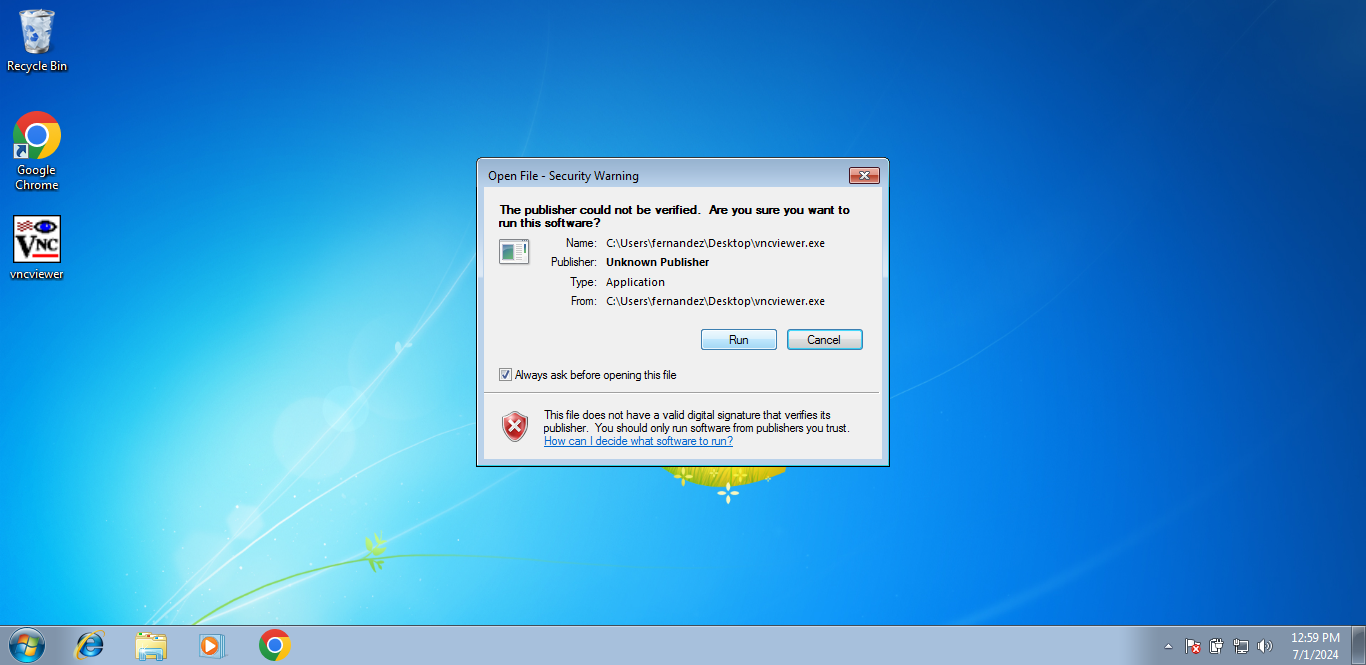 Recycle Bin
Google
Chrome
VNC
vncviewer
Open File - Security Warning
The publisher could not be verified.  Are you sure you want to
run this software?
Name: C:\Users\fernandez\Desktop\vncviewer.exe
Publisher: Unknown Publisher
Type: Application
From: C:\Users\fernandez\Desktop\vncviewer.exe
Run Cancel
Always ask before opening this file
This file does not have a valid digital signature that verifies its
publisher.  You should only run software from publishers you trust.
How can I decide what software to run?
12:59 PM
7/1/2024